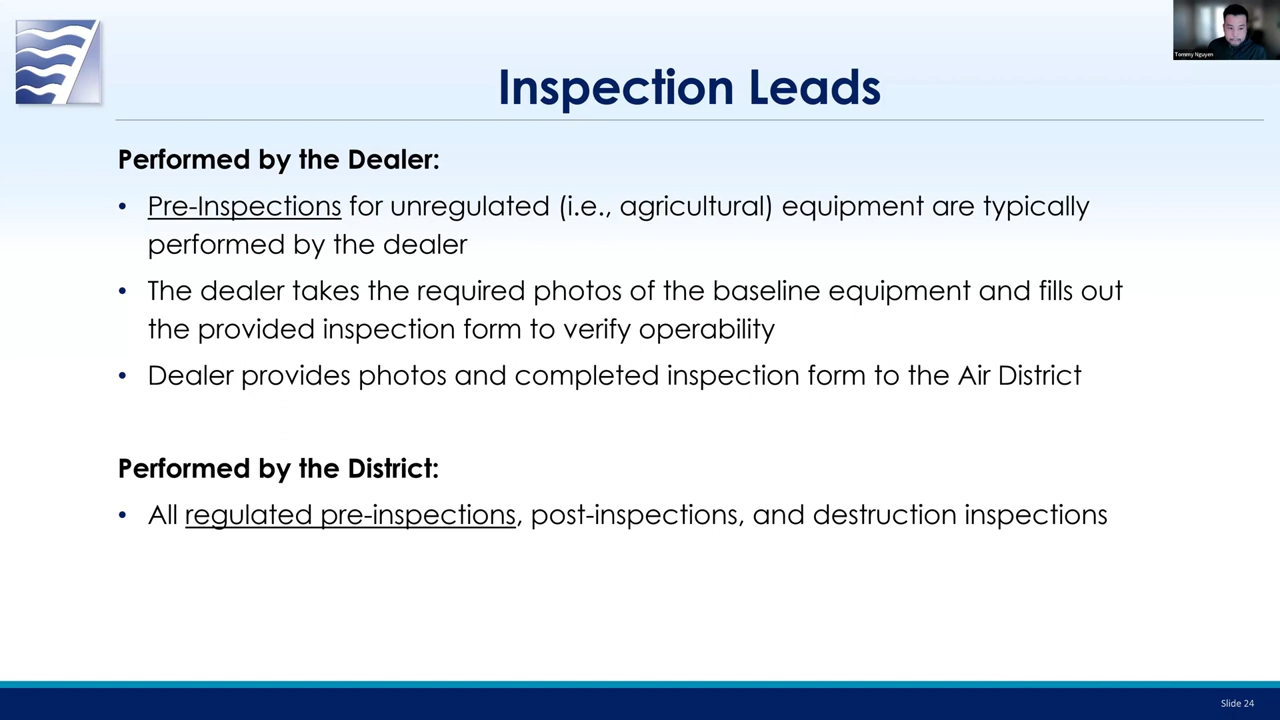 Tommy Nguyen
Inspection Leads
Performed by the Dealer:
• Pre-Inspections for unregulated (i.e., agricultural) equipment are typically
performed by the dealer
• The dealer takes the required photos of the baseline equipment and fills out
the provided inspection form to verify operability
• Dealer provides photos and completed inspection form to the Air District
Performed by the District:
• All regulated pre-inspections, post-inspections, and destruction inspections
Slide 24